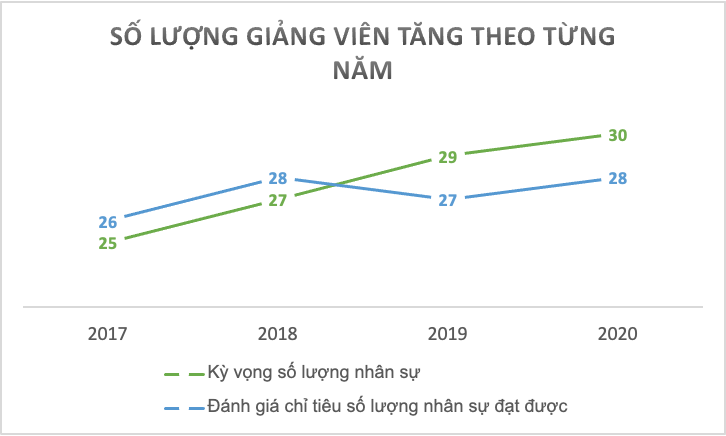 SỐ LƯỢNG GIẢNG VIÊN TĂNG THEO TỪNG
NĂM
30
29
28
28
27
27
26
25
2017 2018 2019 2020
Kỳ vọng số lượng nhân sự
Đánh giá chỉ tiêu số lượng nhân sự đạt được